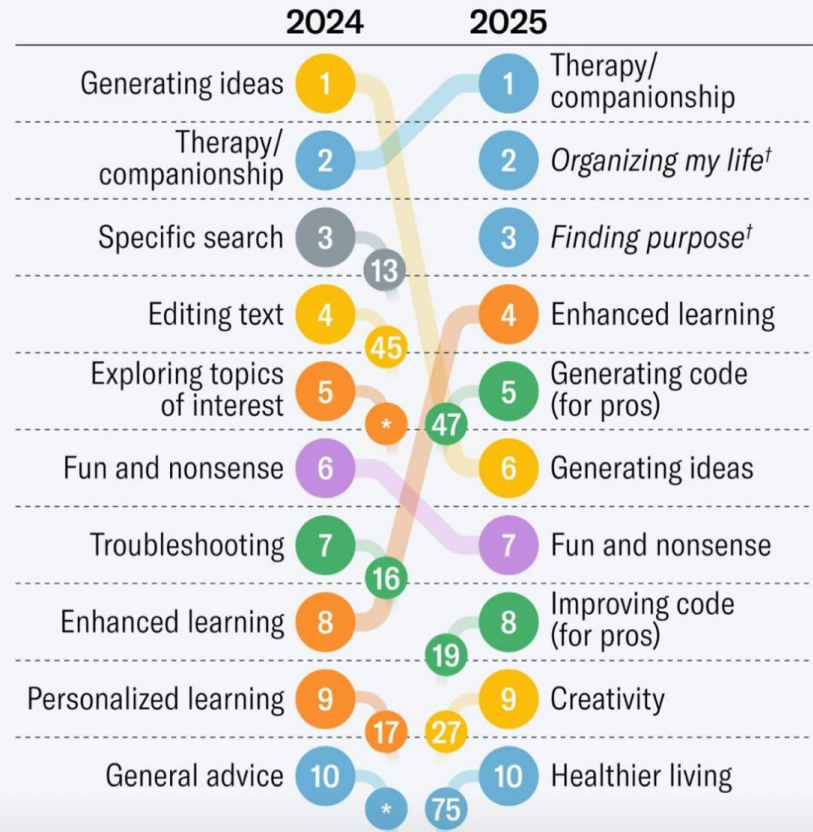 2024 2025
Generating ideas 1 1 Therapy/
companionship
Therapy/
companionship 2 2 Organizing my life†
Specific search 3 13 3 Finding purpose†
Editing text 4 45 4 Enhanced learning
Exploring topics
of interest 5 * 47 5 Generating code
(for pros)
Fun and nonsense 6 6 Generating ideas
Troubleshooting 7 16 7 Fun and nonsense
Enhanced learning 8 19 8 Improving code
(for pros)
Personalized learning 9 17 27 9 Creativity
General advice 10 * 75 10 Healthier living